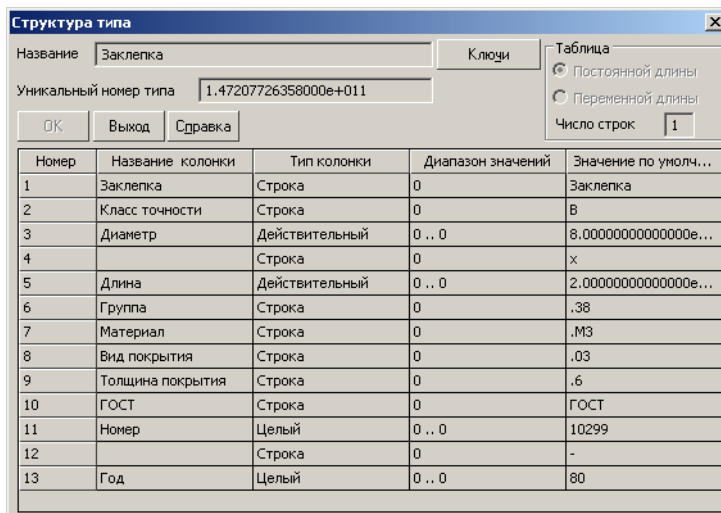 Структура типа
Название Заклепка Ключи Таблица
Постоянной длины
Уникальный номер типа 1.47207726358000e+011
Переменной длины
OK Выход Справка Число строк 1
Номер Название колонки Тип колонки Диапазон значений Значение по умолч...
1 Заклепка Строка 0 Заклепка
2 Класс точности Строка 0 B
3 Диаметр Действительный 0 .. 0 8.00000000000000e...
4 Строка 0 x
5 Длина Действительный 0 .. 0 2.00000000000000e...
6 Группа Строка 0 .38
7 Материал Строка 0 .М3
8 Вид покрытия Строка 0 .03
9 Толщина покрытия Строка 0 .6
10 ГОСТ Строка 0 ГОСТ
11 Номер Целый 0 .. 0 10299
12 Строка 0 -
13 Год Целый 0 .. 0 80